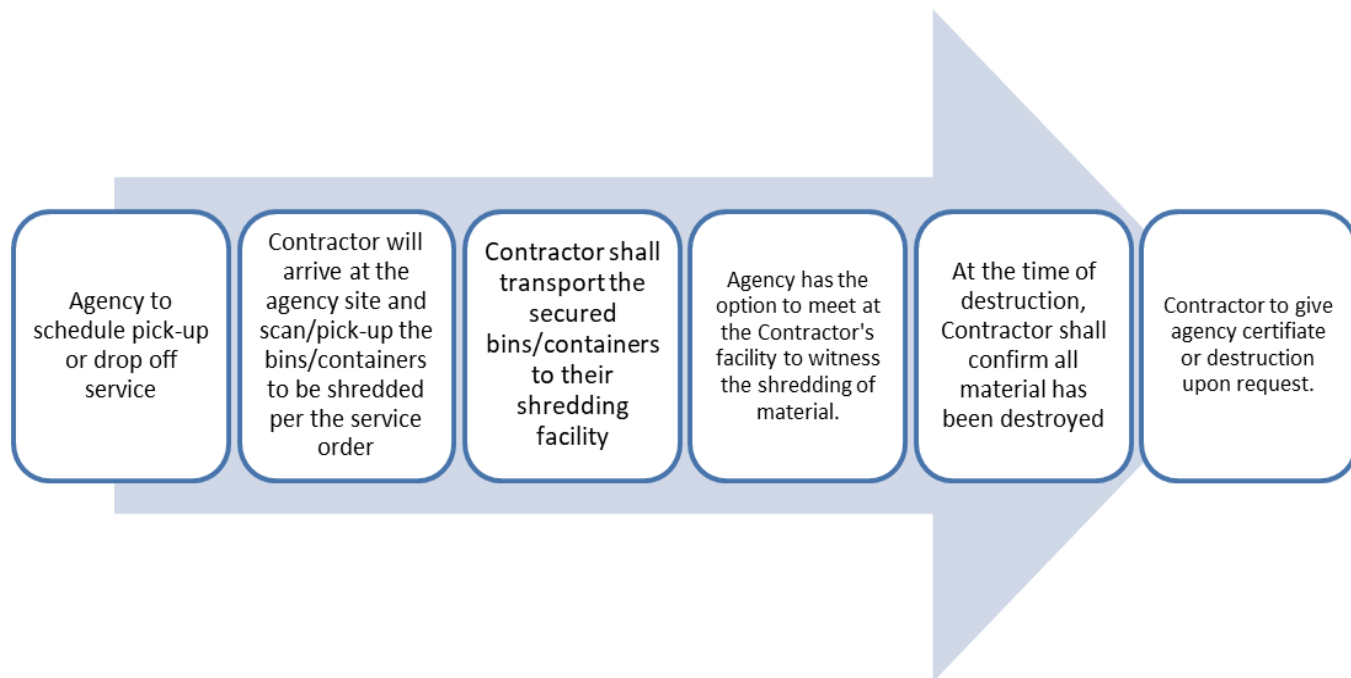 Agency to
schedule pick-up
or drop off
service
Contractor will
arrive at the
agency site and
scan/pick-up the
bins/containers
to be shredded
per the service
order
Contractor shall
transport the
secured
bins/containers
to their
shredding
facility
Agency has the
option to meet at
the Contractor's
facility to witness
the shredding of
material.
At the time of
destruction,
Contractor shall
confirm all
material has
been destroyed
Contractor to give
agency certifiate
or destruction
upon request.